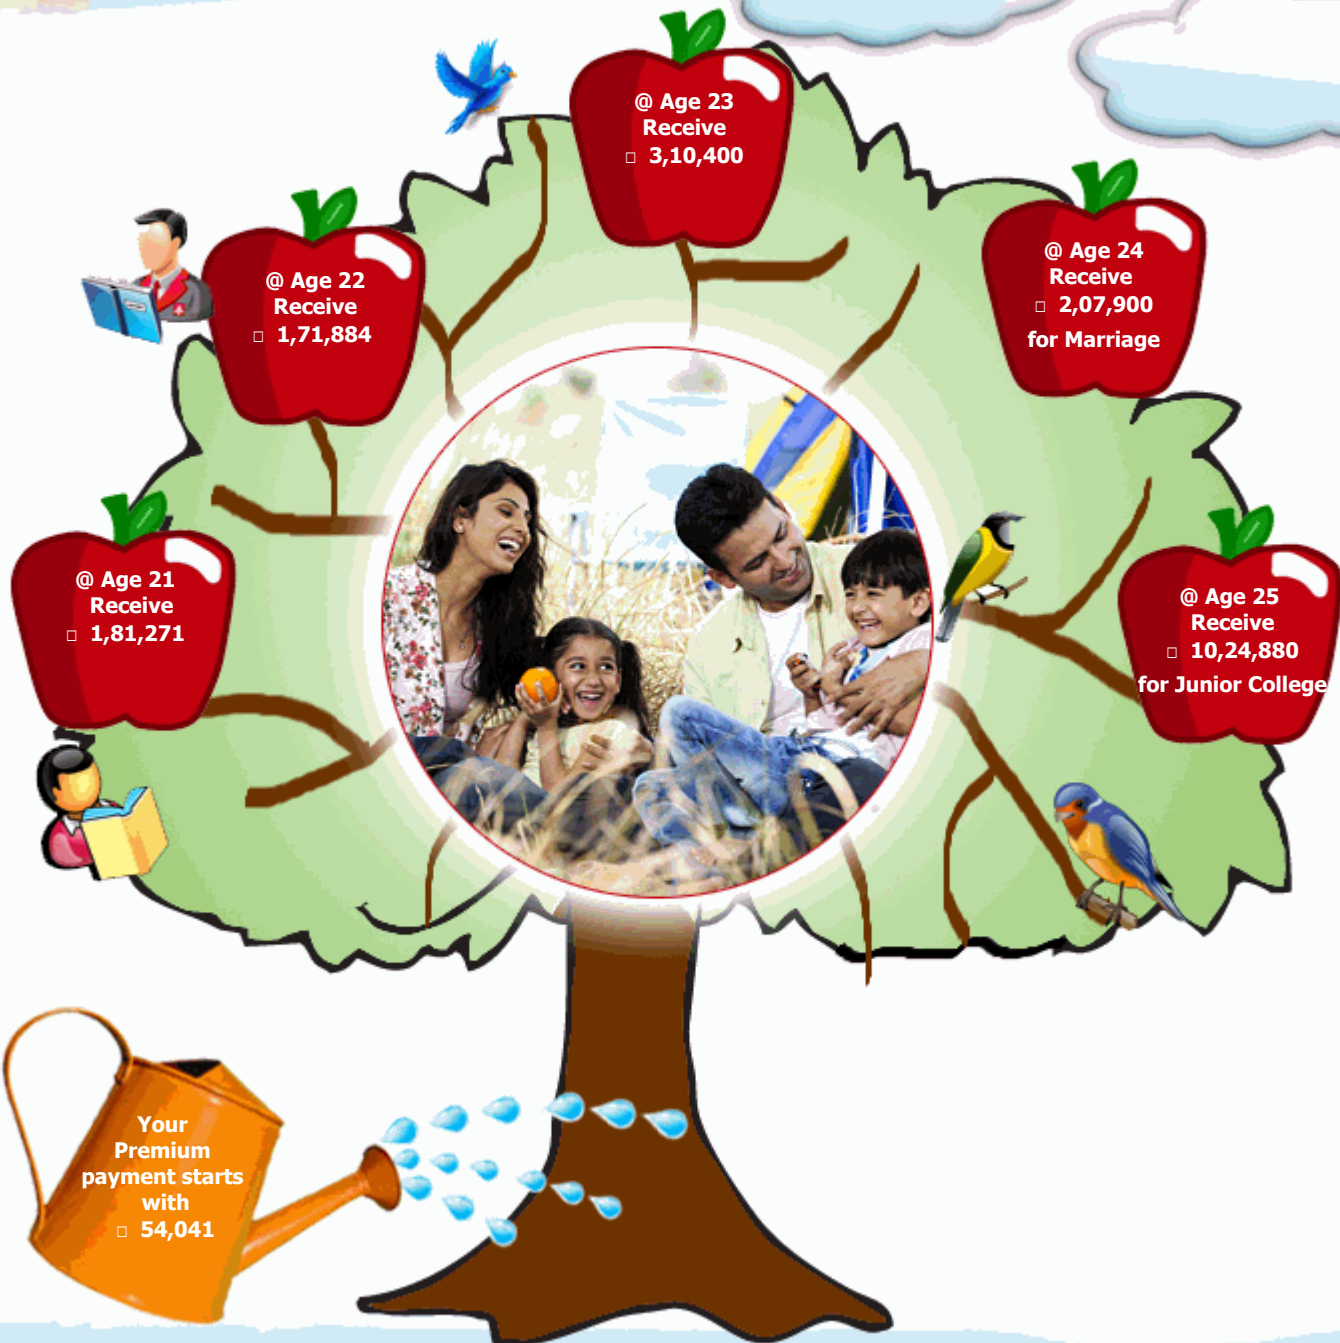 @ Age 23
Receive
□ 3,10,400
@ Age 24
Receive
□ 2,07,900
for Marriage
@ Age 22
Receive
□ 1,71,884
@ Age 21
Receive
□ 1,81,271
@ Age 25
Receive
□ 10,24,880
for Junior College
Your
Premium
payment starts
with
□ 54,041